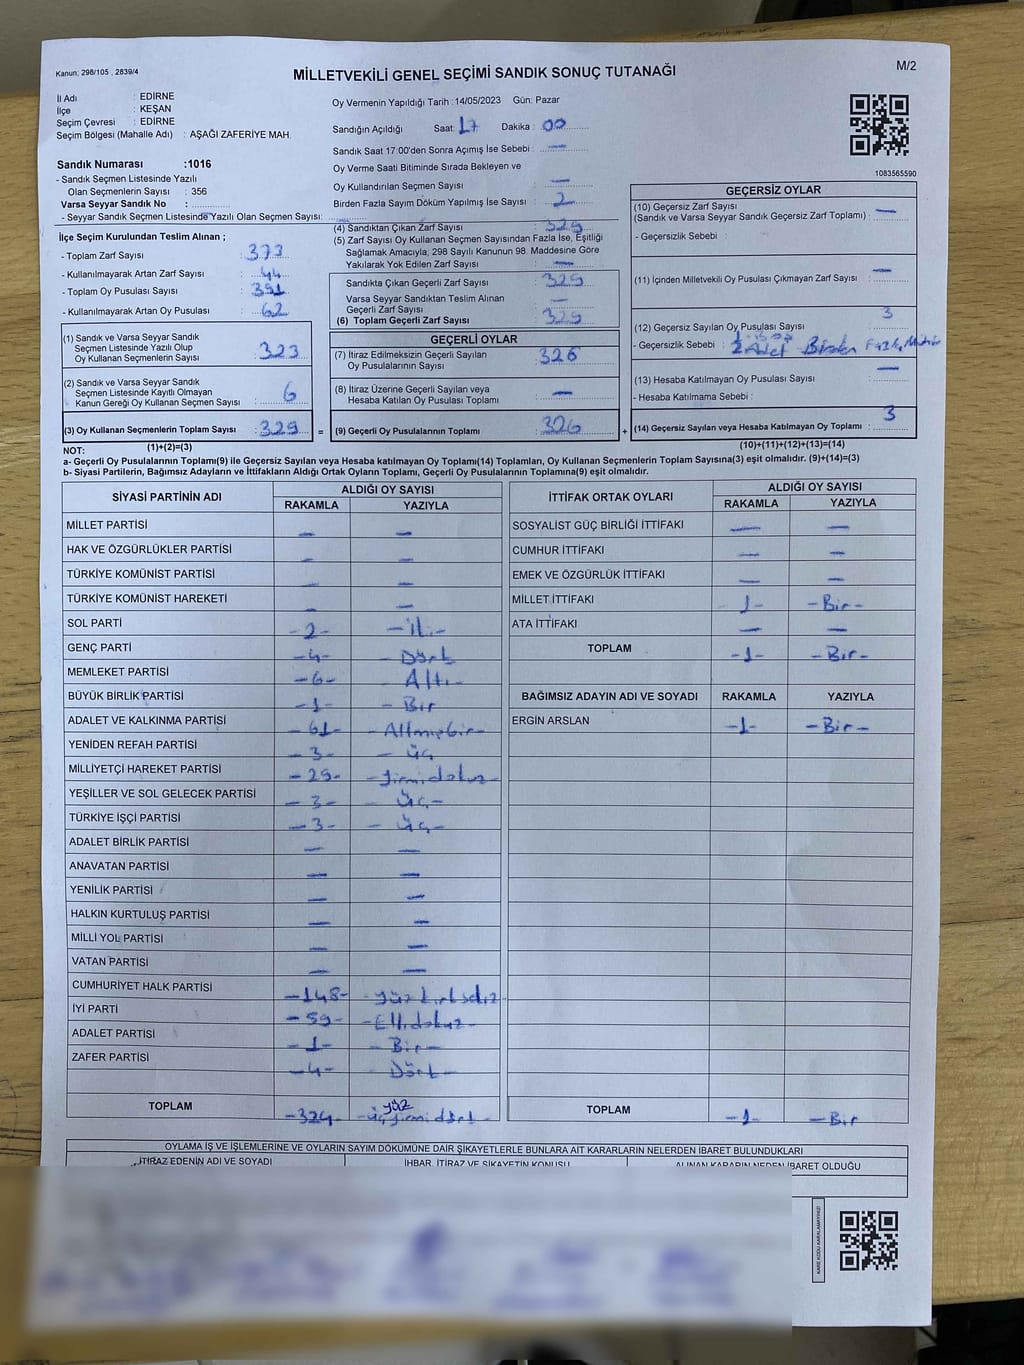 Kanun: 298/105 , 2839/4
MİLLETVEKİLİ GENEL SEÇİMİ SANDIK SONUÇ TUTANAĞI
M/2
İl Adı : EDİRNE
İlçe : KEŞAN
Seçim Çevresi : EDİRNE
Seçim Bölgesi (Mahalle Adı) : AŞAĞI ZAFERİYE MAH.
Sandık Numarası :1016
- Sandık Seçmen Listesinde Yazılı
Olan Seçmenlerin Sayısı : 356
Varsa Seyyar Sandık No :
- Seyyar Sandık Seçmen Listesinde Yazılı Olan Seçmen Sayısı: —
Oy Vermenin Yapıldığı Tarih :14/05/2023 Gün: Pazar
Sandığın Açıldığı Saat: 17 Dakika : 00
Sandık Saat 17:00'den Sonra Açımış İse Sebebi : —
Oy Verme Saati Bitiminde Sırada Bekleyen ve
Oy Kullandırılan Seçmen Sayısı : —
Birden Fazla Sayım Döküm Yapılmış İse Sayısı : 2
1083565590
İlçe Seçim Kurulundan Teslim Alınan ;
- Toplam Zarf Sayısı : 373
- Kullanılmayarak Artan Zarf Sayısı : 44
- Toplam Oy Pusulası Sayısı : 391
- Kullanılmayarak Artan Oy Pusulası : 62
(1) Sandık ve Varsa Seyyar Sandık
Seçmen Listesinde Yazılı Olup
Oy Kullanan Seçmenlerin Sayısı : 323
(2) Sandık ve Varsa Seyyar Sandık
Seçmen Listesinde Kayıtlı Olmayan
Kanun Gereği Oy Kullanan Seçmen Sayısı : 6
(3) Oy Kullanan Seçmenlerin Toplam Sayısı : 329 =
(4) Sandıktan Çıkan Zarf Sayısı : 329
(5) Zarf Sayısı Oy Kullanan Seçmen Sayısından Fazla İse, Eşitliği
Sağlamak Amacıyla; 298 Sayılı Kanunun 98. Maddesine Göre
Yakılarak Yok Edilen Zarf Sayısı : —
Sandıkta Çıkan Geçerli Zarf Sayısı : 329
Varsa Seyyar Sandıktan Teslim Alınan
Geçerli Zarf Sayısı : —
(6) Toplam Geçerli Zarf Sayısı : 329
GEÇERLİ OYLAR
(7) İtiraz Edilmeksizin Geçerli Sayılan
Oy Pusulalarının Sayısı : 326
(8) İtiraz Üzerine Geçerli Sayılan veya
Hesaba Katılan Oy Pusulası Toplamı : —
(9) Geçerli Oy Pusulalarının Toplamı : 326 +
GEÇERSİZ OYLAR
(10) Geçersiz Zarf Sayısı
(Sandık ve Varsa Seyyar Sandık Geçersiz Zarf Toplamı) : —
- Geçersizlik Sebebi :
(11) İçinden Milletvekili Oy Pusulası Çıkmayan Zarf Sayısı : —
(12) Geçersiz Sayılan Oy Pusulası Sayısı : 3
- Geçersizlik Sebebi : 2 Adet Birden Fazla Mühür
(13) Hesaba Katılmayan Oy Pusulası Sayısı : —
- Hesaba Katılmama Sebebi :
(14) Geçersiz Sayılan veya Hesaba Katılmayan Oy Toplamı : 3
NOT: (1)+(2)=(3) (10)+(11)+(12)+(13)=(14)
a- Geçerli Oy Pusulalarının Toplamı(9) ile Geçersiz Sayılan veya Hesaba katılmayan Oy Toplamı(14) Toplamları, Oy Kullanan Seçmenlerin Toplam Sayısına(3) eşit olmalıdır. (9)+(14)=(3)
b- Siyasi Partilerin, Bağımsız Adayların ve İttifakların Aldığı Ortak Oyların Toplamı, Geçerli Oy Pusulalarının Toplamına(9) eşit olmalıdır.
SİYASİ PARTİNİN ADI ALDIĞI OY SAYISI
RAKAMLA YAZIYLA
MİLLET PARTİSİ — —
HAK VE ÖZGÜRLÜKLER PARTİSİ — —
TÜRKİYE KOMÜNİST PARTİSİ — —
TÜRKİYE KOMÜNİST HAREKETİ — —
SOL PARTİ -2- -İki-
GENÇ PARTİ -4- -Dört
MEMLEKET PARTİSİ -6- -Altı-
BÜYÜK BİRLİK PARTİSİ -1- -Bir
ADALET VE KALKINMA PARTİSİ -61- -Altmışbir-
YENİDEN REFAH PARTİSİ -3- -Üç
MİLLİYETÇİ HAREKET PARTİSİ -29- -Yirmidokuz-
YEŞİLLER VE SOL GELECEK PARTİSİ -3- Üç-
TÜRKİYE İŞÇİ PARTİSİ -3- -Üç-
ADALET BİRLİK PARTİSİ — —
ANAVATAN PARTİSİ — —
YENİLİK PARTİSİ — —
HALKIN KURTULUŞ PARTİSİ — —
MİLLİ YOL PARTİSİ — —
VATAN PARTİSİ — —
CUMHURİYET HALK PARTİSİ -148- -Yüzkırksekiz-
İYİ PARTİ -59- -Ellidokuz-
ADALET PARTİSİ -1- -Bir-
ZAFER PARTİSİ -4- -Dört-
TOPLAM -324- -Üçyüzyirmidört-
İTTİFAK ORTAK OYLARI ALDIĞI OY SAYISI
RAKAMLA YAZIYLA
SOSYALİST GÜÇ BİRLİĞİ İTTİFAKI — —
CUMHUR İTTİFAKI — —
EMEK VE ÖZGÜRLÜK İTTİFAKI — —
MİLLET İTTİFAKI 1- -Bir-
ATA İTTİFAKI — —
TOPLAM -1- -Bir-
BAĞIMSIZ ADAYIN ADI VE SOYADI RAKAMLA YAZIYLA
ERGİN ARSLAN -1- -Bir-
TOPLAM -1- -Bir
OYLAMA İŞ VE İŞLEMLERİNE VE OYLARIN SAYIM DÖKÜMÜNE DAİR ŞİKAYETLERLE BUNLARA AİT KARARLARIN NELERDEN İBARET BULUNDUKLARI
İTİRAZ EDENİN ADI VE SOYADI İHBAR, İTİRAZ VE ŞİKAYETİN KONUSU ALINAN KARARIN NEDEN İBARET OLDUĞU
KARE KODU KARALAMAYINIZ!